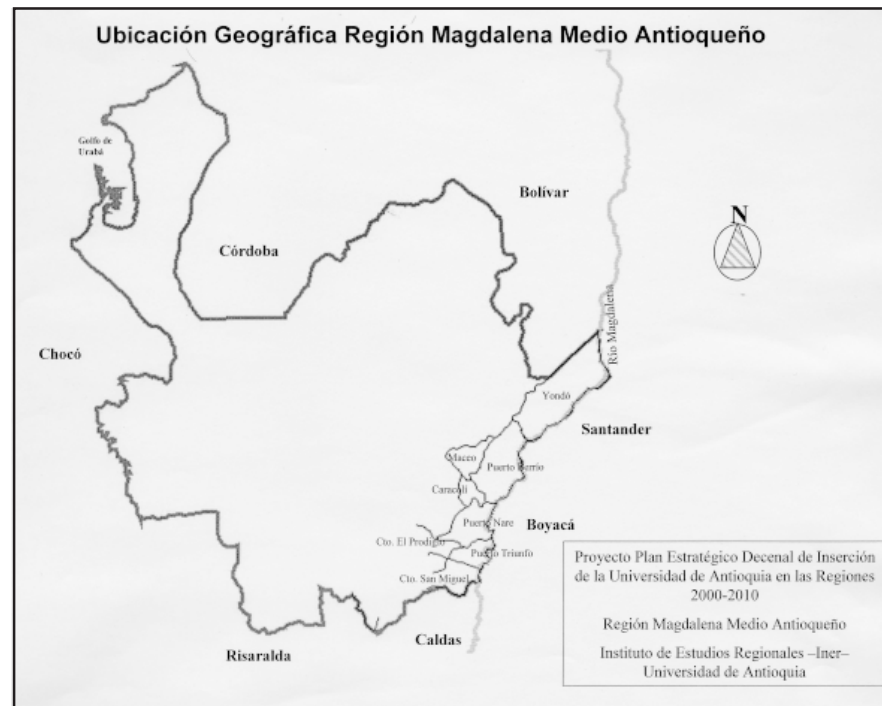 Ubicación Geográfica Región Magdalena Medio Antioqueño
Golfo de
Urabá
Bolívar
N
Córdoba
Río Magdalena
Chocó
Yondó
Santander
Maceo
Puerto Berrío
Caracolí
Puerto Nare
Boyacá
Cto. El Prodigio
Puerto Triunfo
Cto. San Miguel
Caldas
Risaralda
Proyecto Plan Estratégico Decenal de Inserción
de la Universidad de Antioquia en las Regiones
2000-2010
Región Magdalena Medio Antioqueño
Instituto de Estudios Regionales –Iner–
Universidad de Antioquia